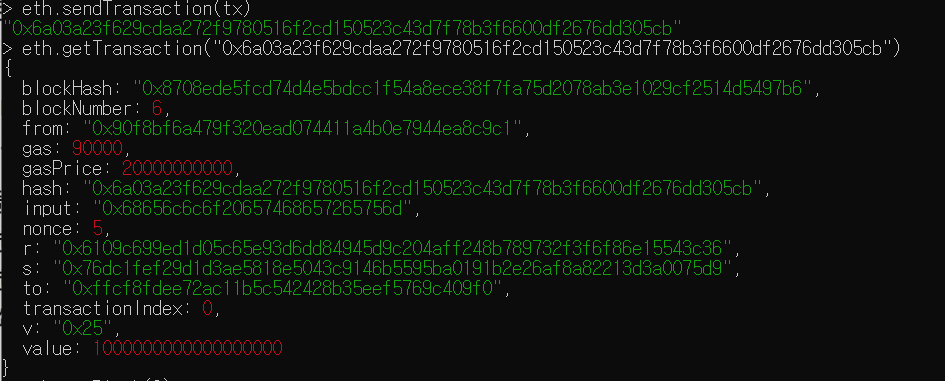 > eth.sendTransaction(tx)
"0x6a03a23f629cdaa272f9780516f2cd150523c43d7f78b3f6600df2676dd305cb"
> eth.getTransaction("0x6a03a23f629cdaa272f9780516f2cd150523c43d7f78b3f6600df2676dd305cb")
{
  blockHash: "0x8708ede5fcd74d4e5bdcc1f54a8ece38f7fa75d2078ab3e1029cf2514d5497b6",
  blockNumber: 6,
  from: "0x90f8bf6a479f320ead074411a4b0e7944ea8c9c1",
  gas: 90000,
  gasPrice: 20000000000,
  hash: "0x6a03a23f629cdaa272f9780516f2cd150523c43d7f78b3f6600df2676dd305cb",
  input: "0x68656c6c6f20657468657265756d",
  nonce: 5,
  r: "0x6109c699ed1d05c65e93d6dd84945d9c204aff248b789732f3f6f86e15543c36",
  s: "0x76dc1fef29d1d3ae5818e5043c9146b5595ba0191b2e26af8a82213d3a0075d9",
  to: "0xffcf8fdee72ac11b5c542428b35eef5769c409f0",
  transactionIndex: 0,
  v: "0x25",
  value: 1000000000000000000
}